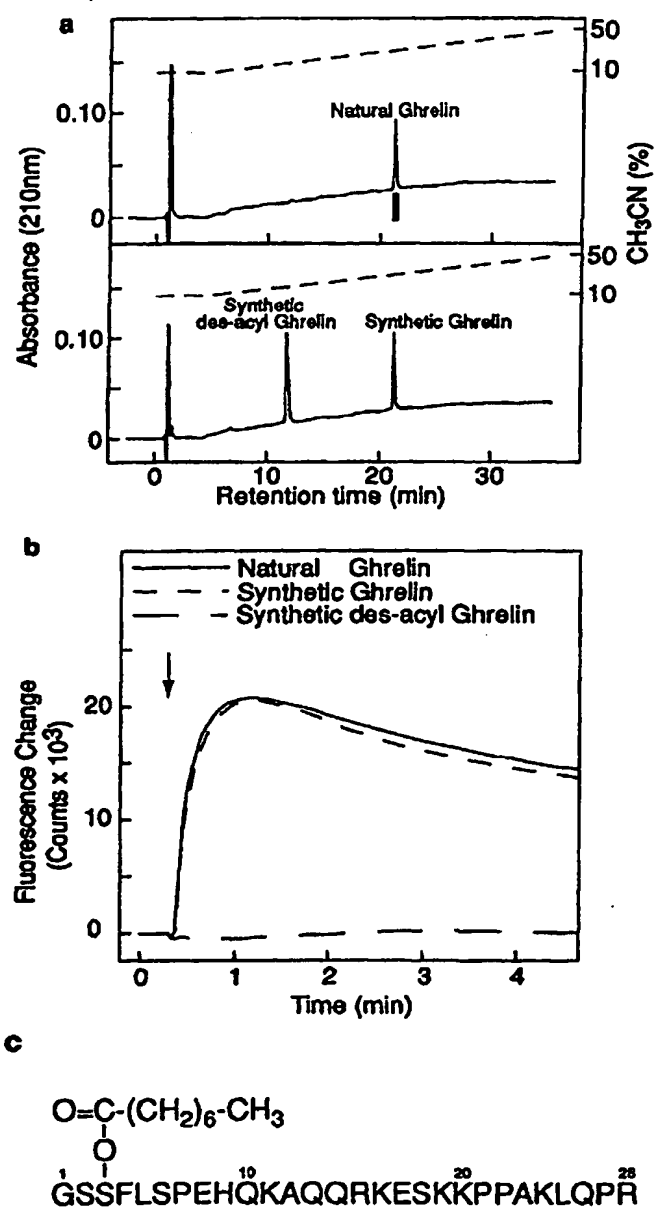 a
50
10
Natural Ghrelin
0.10
0
Absorbance (210nm)
CH₃CN (%)
50
10
Synthetic
des-acyl Ghrelin
Synthetic Ghrelin
0.10
0
0 10 20 30
Retention time (min)
b
Natural Ghrelin
Synthetic Ghrelin
Synthetic des-acyl Ghrelin
Fluorescence Change
(Counts x 10³)
20
10
0
0 1 2 3 4
Time (min)
c
O=C-(CH₂)₆-CH₃
O
1 10 20 28
GSSFLSPEHQKAQQRKESKKPPAKLQPR